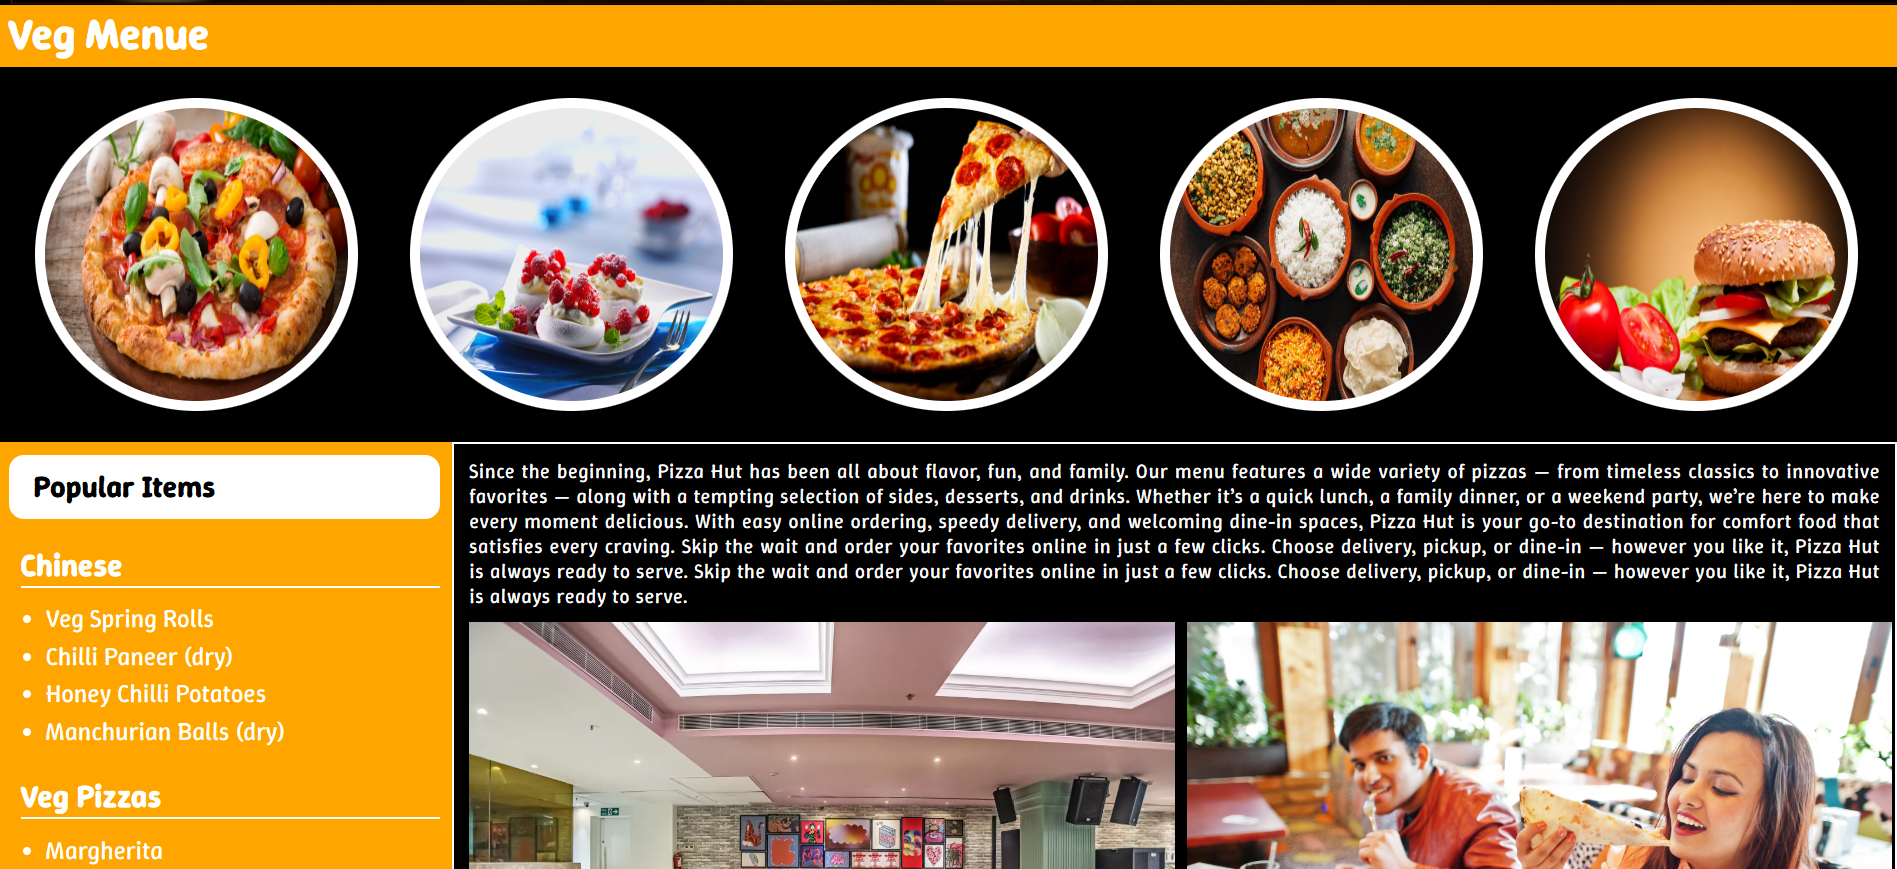 Veg Menue
Popular Items
Chinese
Veg Spring Rolls
Chilli Paneer (dry)
Honey Chilli Potatoes
Manchurian Balls (dry)
Veg Pizzas
Margherita
Since the beginning, Pizza Hut has been all about flavor, fun, and family. Our menu features a wide variety of pizzas — from timeless classics to innovative
favorites — along with a tempting selection of sides, desserts, and drinks. Whether it’s a quick lunch, a family dinner, or a weekend party, we’re here to make
every moment delicious. With easy online ordering, speedy delivery, and welcoming dine-in spaces, Pizza Hut is your go-to destination for comfort food that
satisfies every craving. Skip the wait and order your favorites online in just a few clicks. Choose delivery, pickup, or dine-in — however you like it, Pizza Hut
is always ready to serve. Skip the wait and order your favorites online in just a few clicks. Choose delivery, pickup, or dine-in — however you like it, Pizza Hut
is always ready to serve.